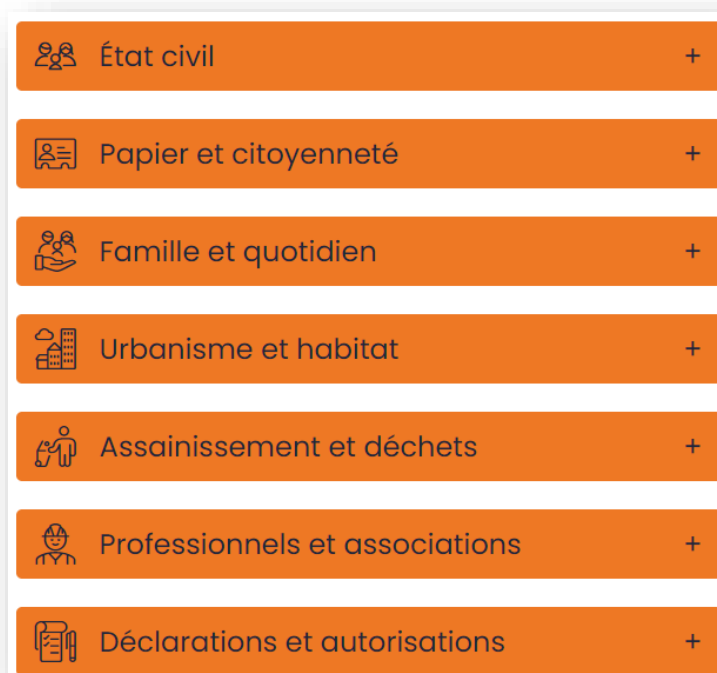 État civil +
Papier et citoyenneté +
Famille et quotidien +
Urbanisme et habitat +
Assainissement et déchets +
Professionnels et associations +
Déclarations et autorisations +